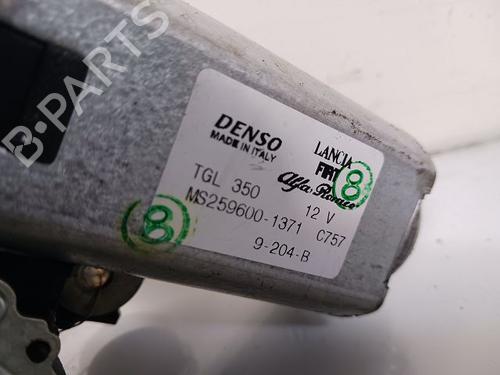 B-PARTS
DENSO
MADE IN ITALY
LANCIA
FIAT
Alfa Romeo
8
TGL 350
12 V
MS259600-1371 C757
9-204-B
8